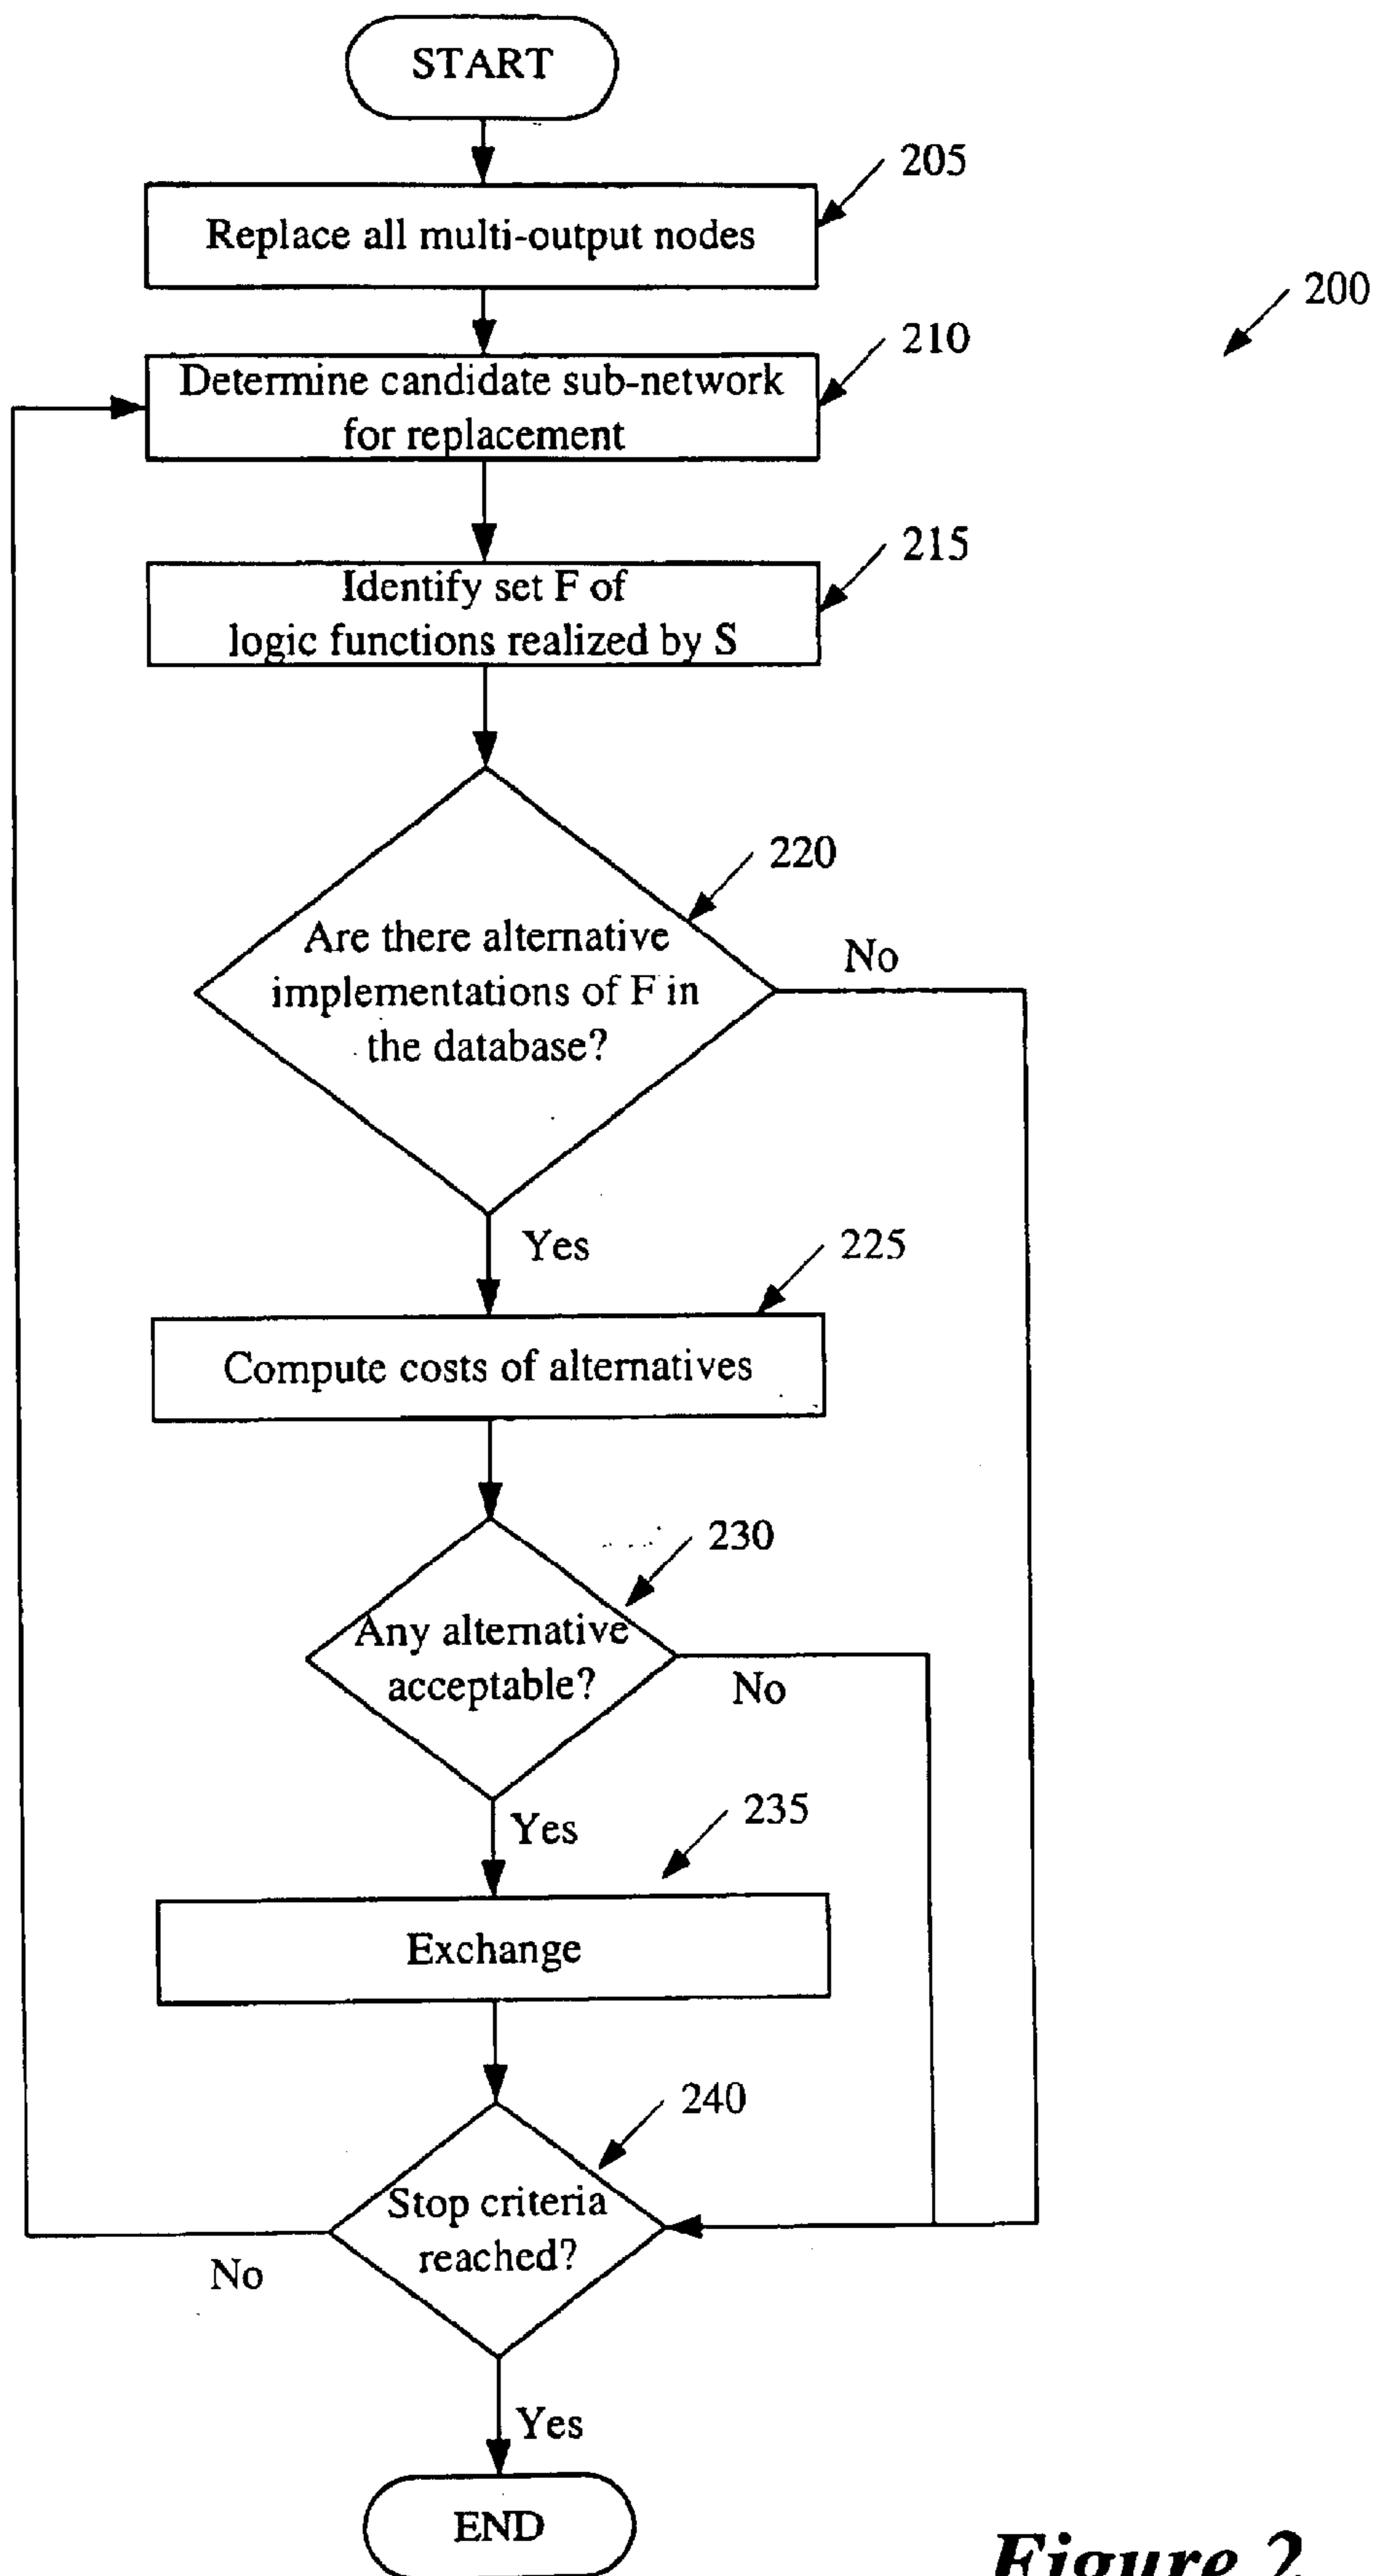 START
205
Replace all multi-output nodes
200
210
Determine candidate sub-network
for replacement
215
Identify set F of
logic functions realized by S
220
Are there alternative
implementations of F in
the database?
No
Yes
225
Compute costs of alternatives
230
Any alternative
acceptable?
No
Yes
235
Exchange
240
Stop criteria
reached?
No
Yes
END
Figure 2